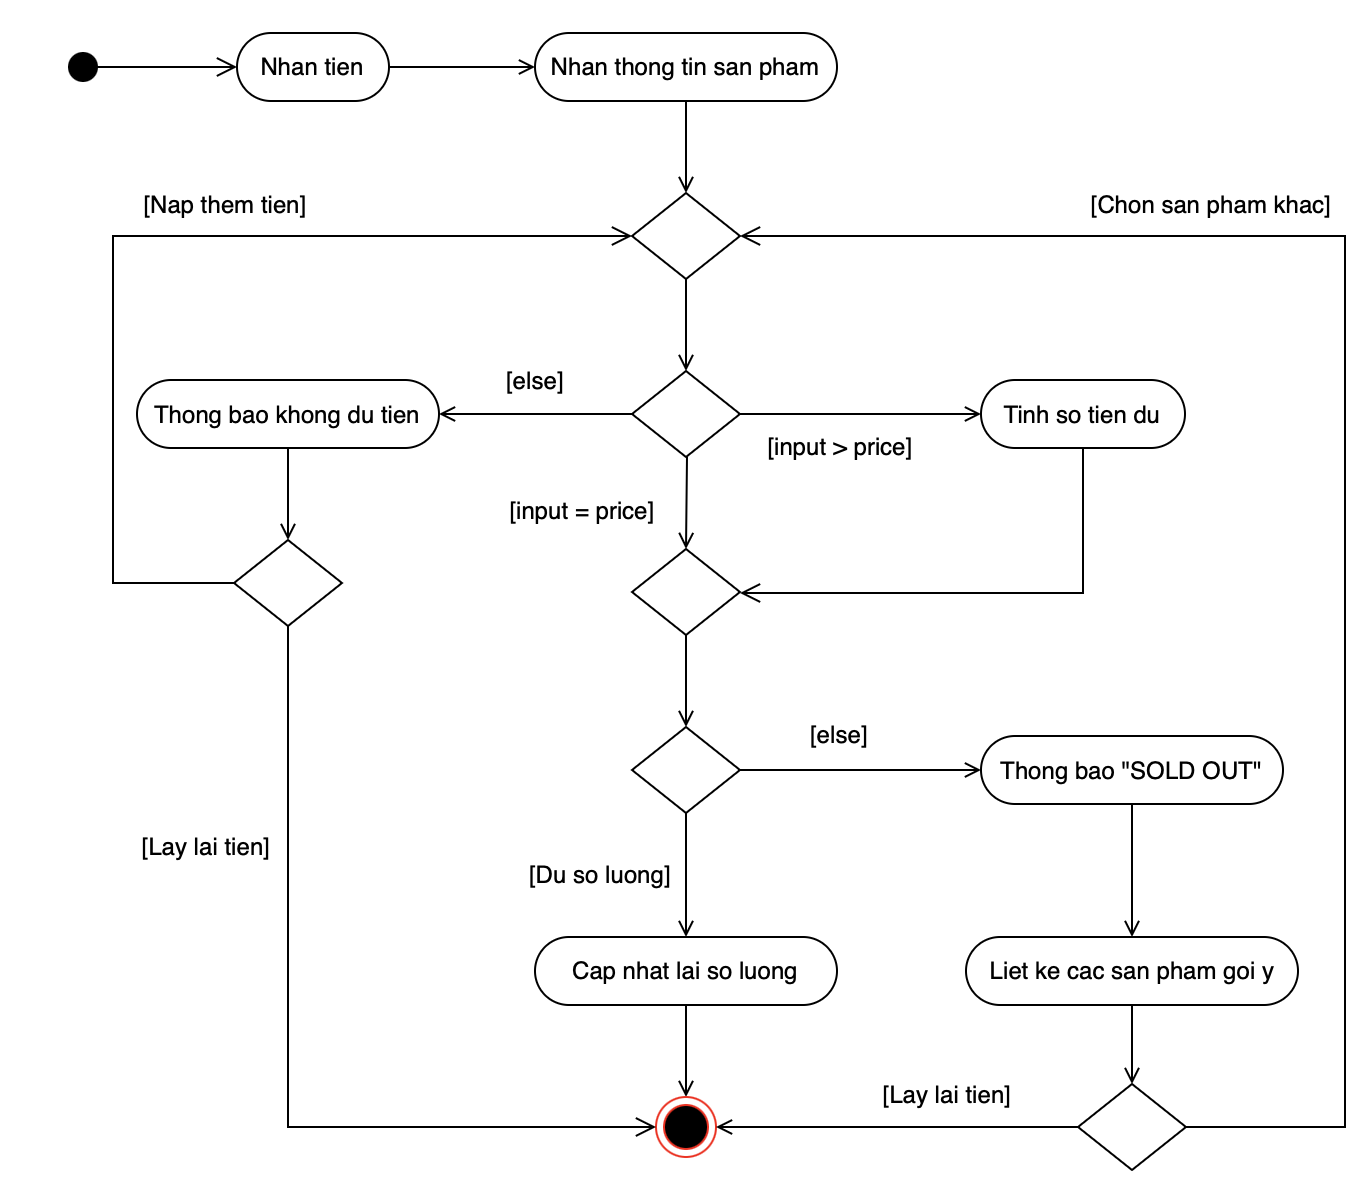 Nhan tien
Nhan thong tin san pham
[Nap them tien]
[Chon san pham khac]
[else]
Thong bao khong du tien
Tinh so tien du
[input > price]
[input = price]
[else]
Thong bao "SOLD OUT"
[Lay lai tien]
[Du so luong]
Cap nhat lai so luong
Liet ke cac san pham goi y
[Lay lai tien]